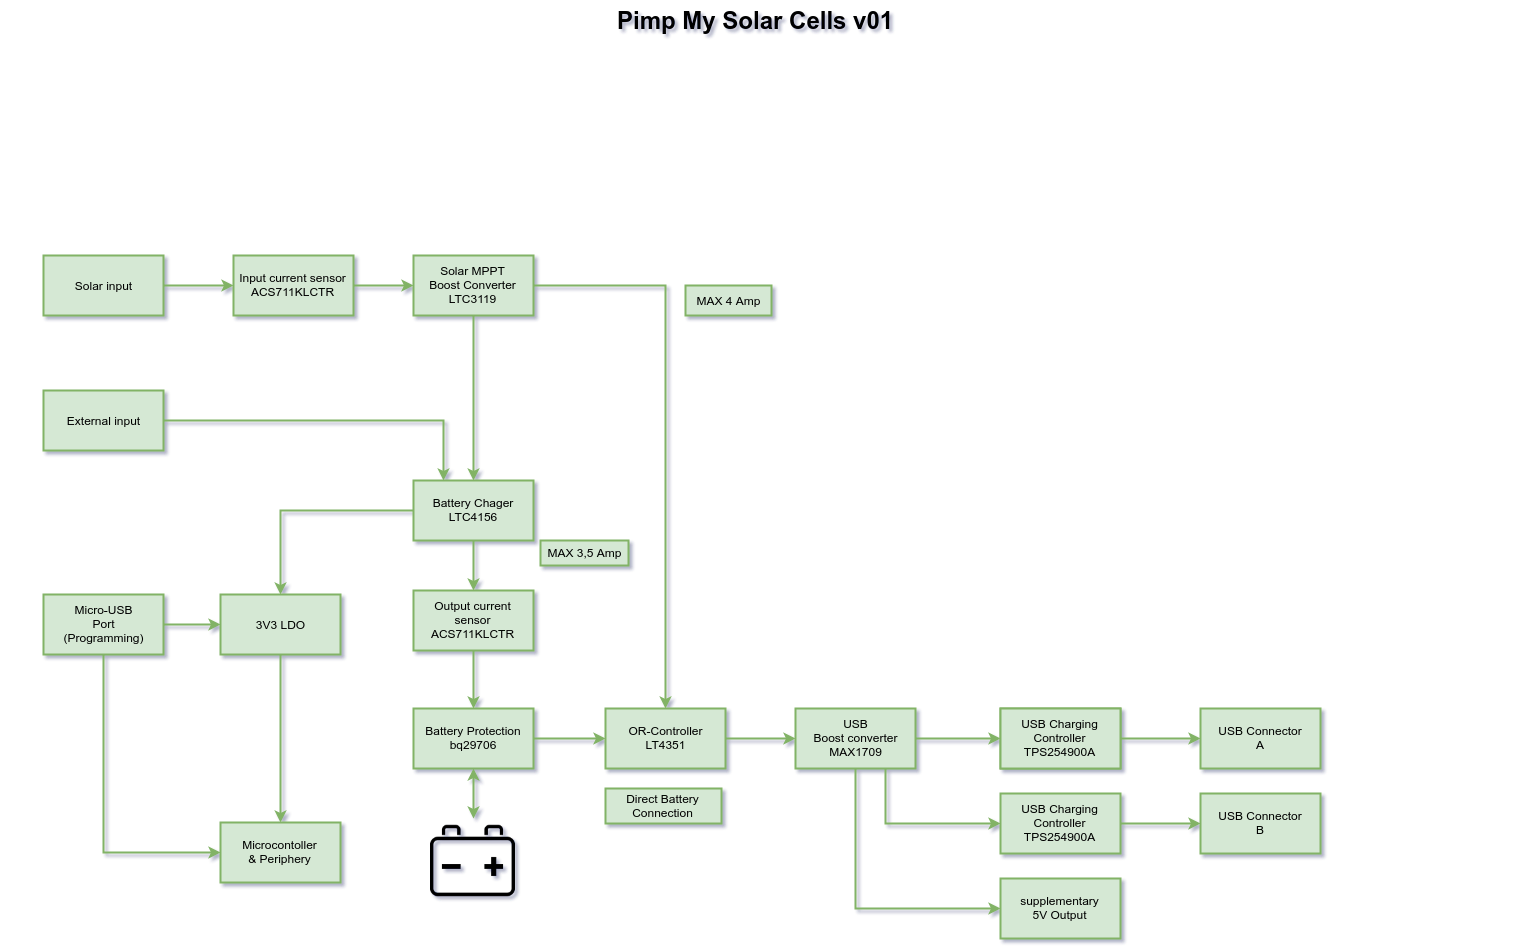 Pimp My Solar Cells v01
Solar input
Input current sensor
ACS711KLCTR
Solar MPPT
Boost Converter
LTC3119
MAX 4 Amp
External input
Battery Chager
LTC4156
MAX 3,5 Amp
Micro-USB
Port
(Programming)
3V3 LDO
Output current
sensor
ACS711KLCTR
Battery Protection
bq29706
OR-Controller
LT4351
USB
Boost converter
MAX1709
USB Charging
Controller
TPS254900A
USB Connector
A
Direct Battery
Connection
USB Charging
Controller
TPS254900A
USB Connector
B
Microcontoller
& Periphery
supplementary
5V Output